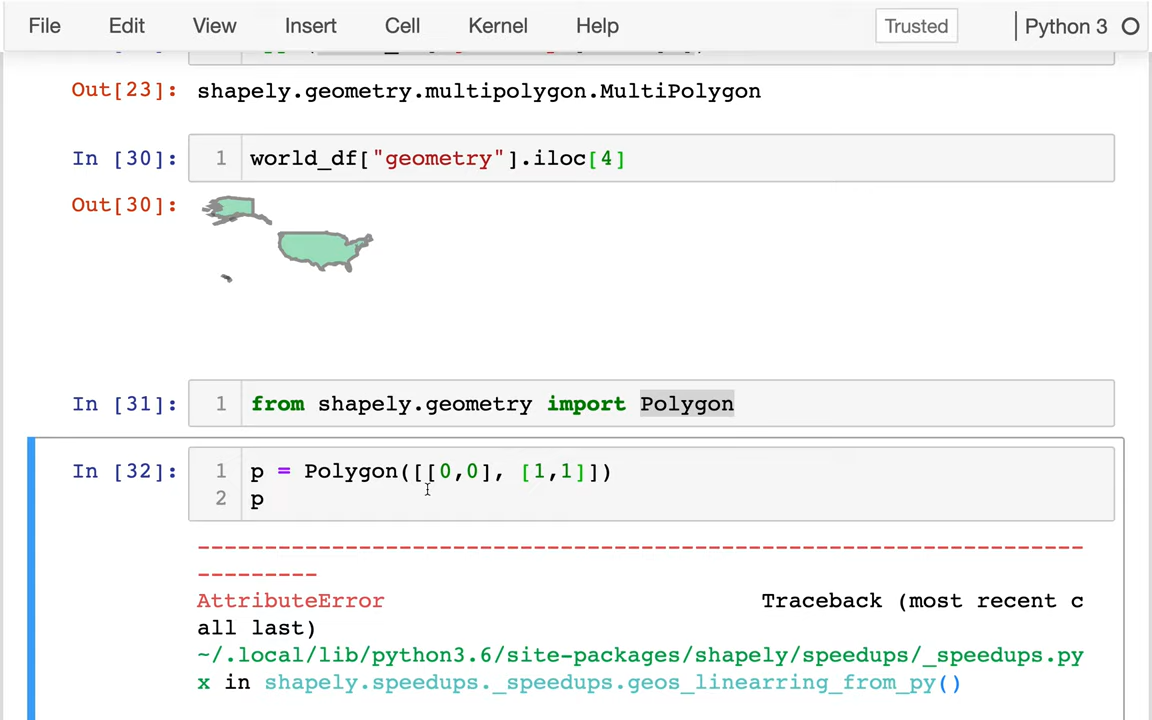 File Edit View Insert Cell Kernel Help Trusted Python 3
Out[23]: shapely.geometry.multipolygon.MultiPolygon
In [30]: 1 world_df["geometry"].iloc[4]
Out[30]:
In [31]: 1 from shapely.geometry import Polygon
In [32]: 1 p = Polygon([[0,0], [1,1]])
2 p
---------------------------------------------------------------------------
AttributeError Traceback (most recent c
all last)
~/.local/lib/python3.6/site-packages/shapely/speedups/_speedups.py
x in shapely.speedups._speedups.geos_linearring_from_py()